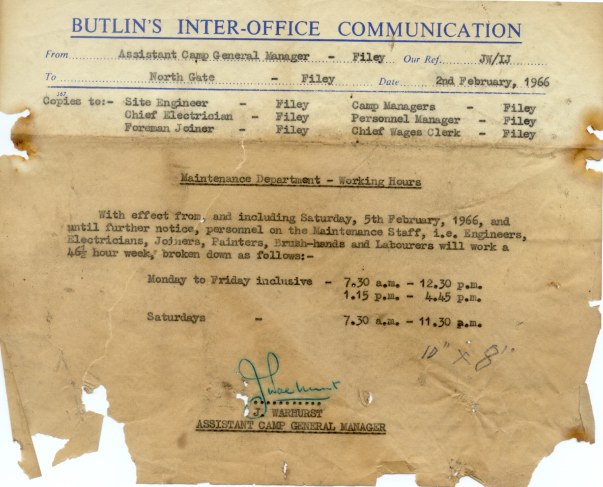 BUTLIN'S INTER-OFFICE COMMUNICATION
From Assistant Camp General Manager - Filey Our Ref. JW/IJ
To North Gate - Filey Date 2nd February, 1966
Copies to:- Site Engineer - Filey Camp Managers - Filey
Chief Electrician - Filey Personnel Manager - Filey
Foreman Joiner - Filey Chief Wages Clerk - Filey
Maintenance Department - Working Hours
With effect from, and including Saturday, 5th February, 1966, and
until further notice, personnel on the Maintenance Staff, i.e. Engineers,
Electricians, Joiners, Painters, Brush-hands and Labourers will work a
46½ hour week, broken down as follows:-
Monday to Friday inclusive - 7.30 a.m. - 12.30 p.m.
1.15 p.m. - 4.45 p.m.
Saturdays - 7.30 a.m. - 11.30 p.m.
10" x 8"
J Warhurst
J. WARHURST
ASSISTANT CAMP GENERAL MANAGER